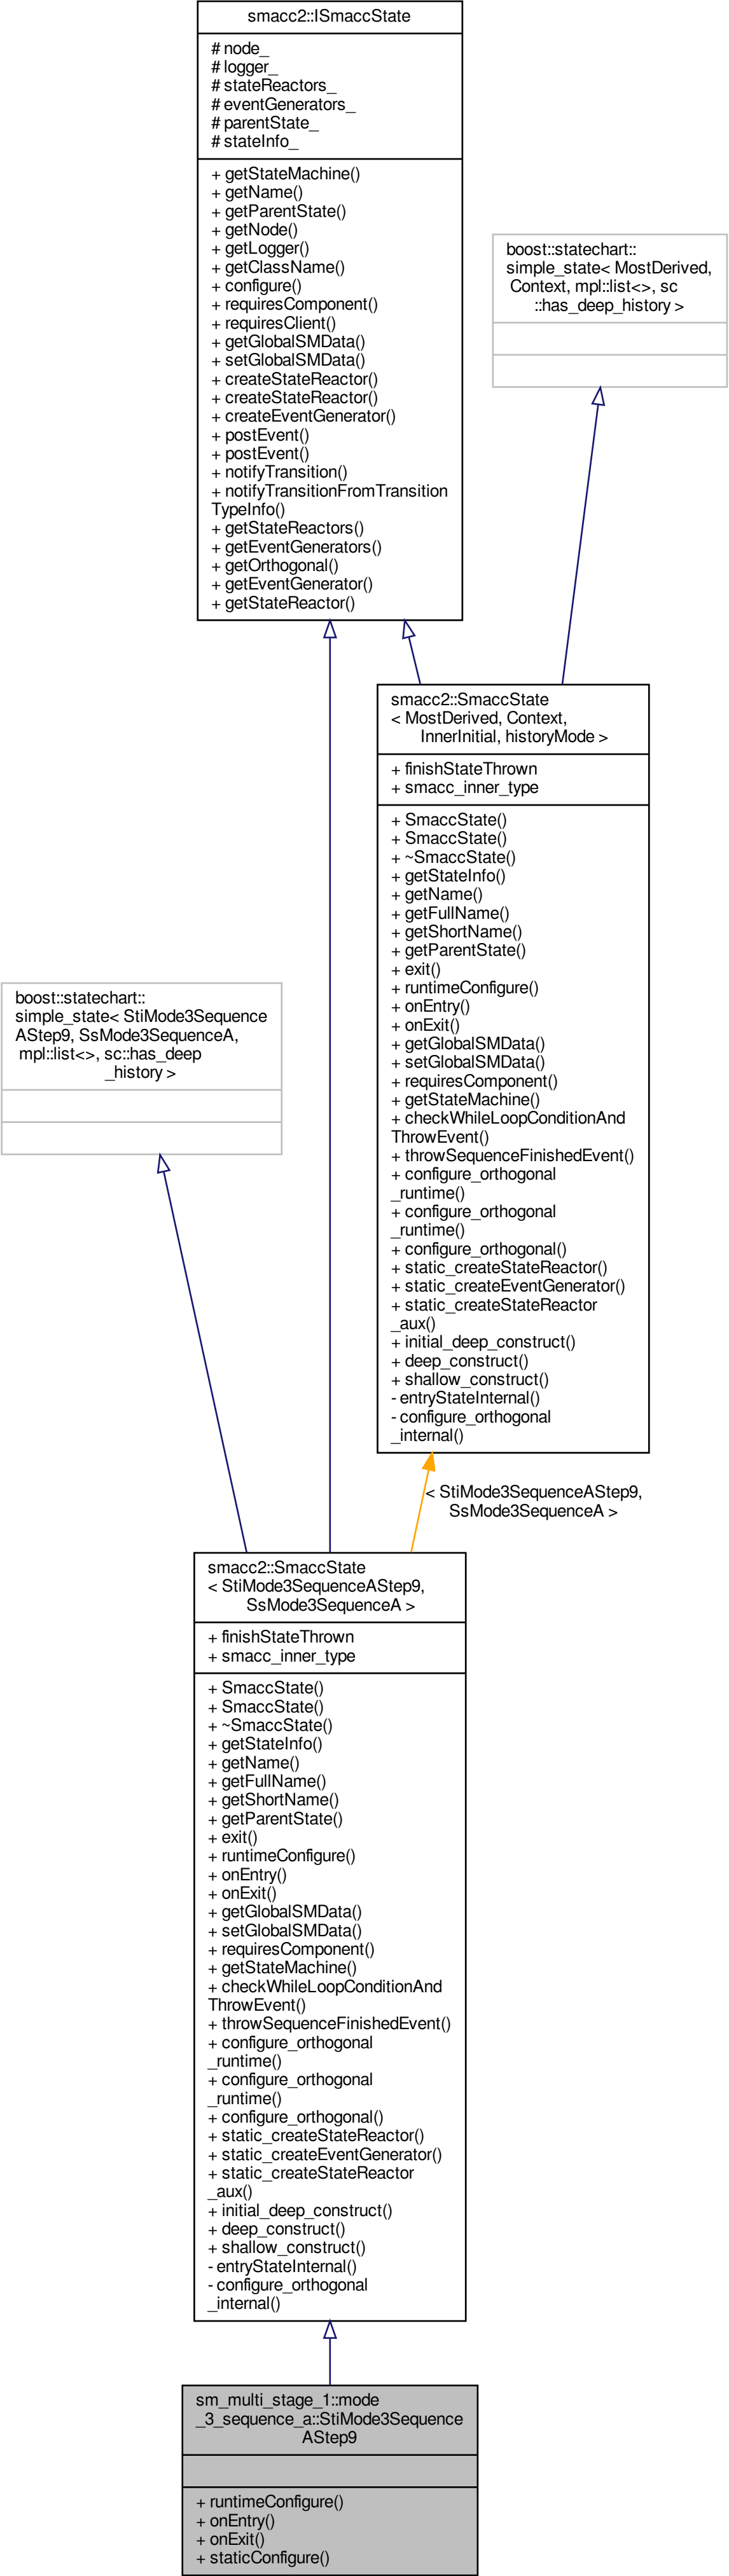 smacc2::ISmaccState
# node_
# logger_
# stateReactors_
# eventGenerators_
# parentState_
# stateInfo_
+ getStateMachine()
+ getName()
+ getParentState()
+ getNode()
+ getLogger()
+ getClassName()
+ configure()
+ requiresComponent()
+ requiresClient()
+ getGlobalSMData()
+ setGlobalSMData()
+ createStateReactor()
+ createStateReactor()
+ createEventGenerator()
+ postEvent()
+ postEvent()
+ notifyTransition()
+ notifyTransitionFromTransition
TypeInfo()
+ getStateReactors()
+ getEventGenerators()
+ getOrthogonal()
+ getEventGenerator()
+ getStateReactor()
boost::statechart::
simple_state< MostDerived,
Context, mpl::list<>, sc
::has_deep_history >
smacc2::SmaccState
< MostDerived, Context,
InnerInitial, historyMode >
+ finishStateThrown
+ smacc_inner_type
+ SmaccState()
+ SmaccState()
+ ~SmaccState()
+ getStateInfo()
+ getName()
+ getFullName()
+ getShortName()
+ getParentState()
+ exit()
+ runtimeConfigure()
+ onEntry()
+ onExit()
+ getGlobalSMData()
+ setGlobalSMData()
+ requiresComponent()
+ getStateMachine()
+ checkWhileLoopConditionAnd
ThrowEvent()
+ throwSequenceFinishedEvent()
+ configure_orthogonal
_runtime()
+ configure_orthogonal
_runtime()
+ configure_orthogonal()
+ static_createStateReactor()
+ static_createEventGenerator()
+ static_createStateReactor
_aux()
+ initial_deep_construct()
+ deep_construct()
+ shallow_construct()
- entryStateInternal()
- configure_orthogonal
_internal()
boost::statechart::
simple_state< StiMode3Sequence
AStep9, SsMode3SequenceA,
mpl::list<>, sc::has_deep
_history >
< StiMode3SequenceAStep9,
SsMode3SequenceA >
smacc2::SmaccState
< StiMode3SequenceAStep9,
SsMode3SequenceA >
+ finishStateThrown
+ smacc_inner_type
+ SmaccState()
+ SmaccState()
+ ~SmaccState()
+ getStateInfo()
+ getName()
+ getFullName()
+ getShortName()
+ getParentState()
+ exit()
+ runtimeConfigure()
+ onEntry()
+ onExit()
+ getGlobalSMData()
+ setGlobalSMData()
+ requiresComponent()
+ getStateMachine()
+ checkWhileLoopConditionAnd
ThrowEvent()
+ throwSequenceFinishedEvent()
+ configure_orthogonal
_runtime()
+ configure_orthogonal
_runtime()
+ configure_orthogonal()
+ static_createStateReactor()
+ static_createEventGenerator()
+ static_createStateReactor
_aux()
+ initial_deep_construct()
+ deep_construct()
+ shallow_construct()
- entryStateInternal()
- configure_orthogonal
_internal()
sm_multi_stage_1::mode
_3_sequence_a::StiMode3Sequence
AStep9
+ runtimeConfigure()
+ onEntry()
+ onExit()
+ staticConfigure()